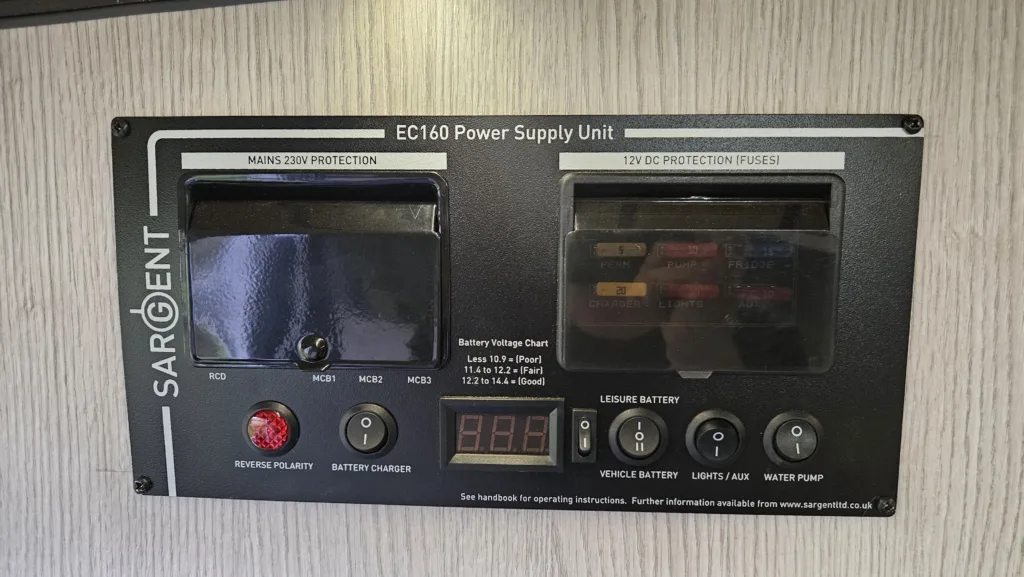 EC160 Power Supply Unit
MAINS 230V PROTECTION
12V DC PROTECTION (FUSES)
SARGENT
5 10
PERM PUMP FRIDGE
20
CHARGER LIGHTS AUX
Battery Voltage Chart
Less 10.9 = (Poor)
11.4 to 12.2 = (Fair)
12.2 to 14.4 = (Good)
RCD MCB1 MCB2 MCB3
LEISURE BATTERY
O I
O I
I O II
O I
O I
REVERSE POLARITY BATTERY CHARGER VEHICLE BATTERY LIGHTS / AUX WATER PUMP
See handbook for operating instructions. Further information available from www.sargentltd.co.uk